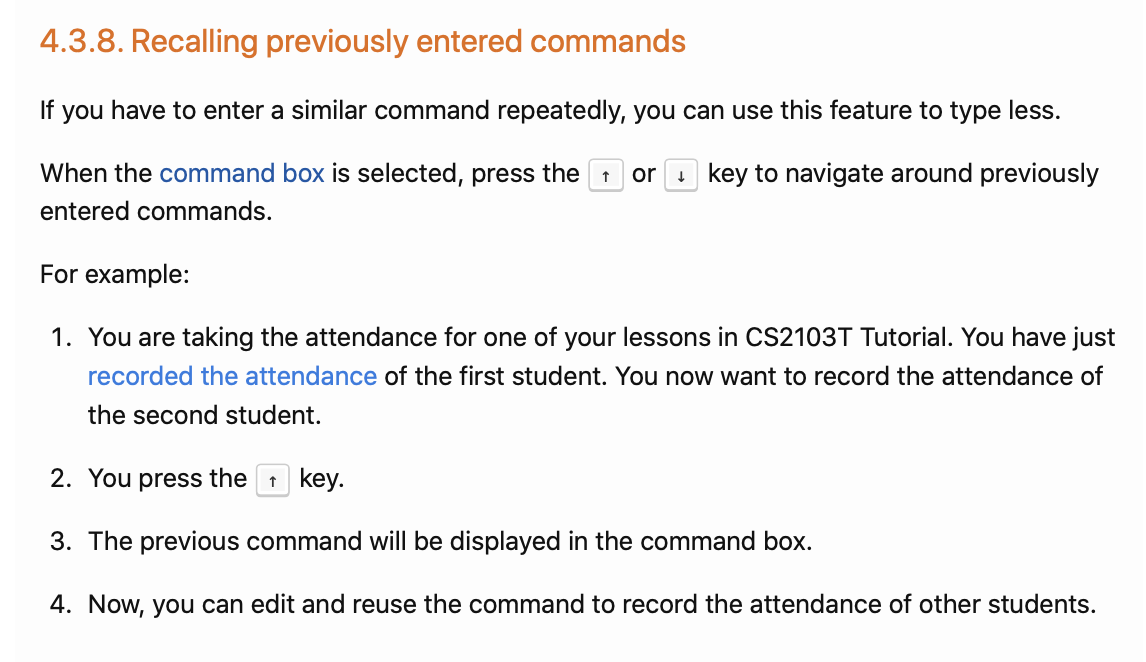 4.3.8. Recalling previously entered commands
If you have to enter a similar command repeatedly, you can use this feature to type less.
When the command box is selected, press the ↑ or ↓ key to navigate around previously
entered commands.
For example:
1. You are taking the attendance for one of your lessons in CS2103T Tutorial. You have just
recorded the attendance of the first student. You now want to record the attendance of
the second student.
2. You press the ↑ key.
3. The previous command will be displayed in the command box.
4. Now, you can edit and reuse the command to record the attendance of other students.